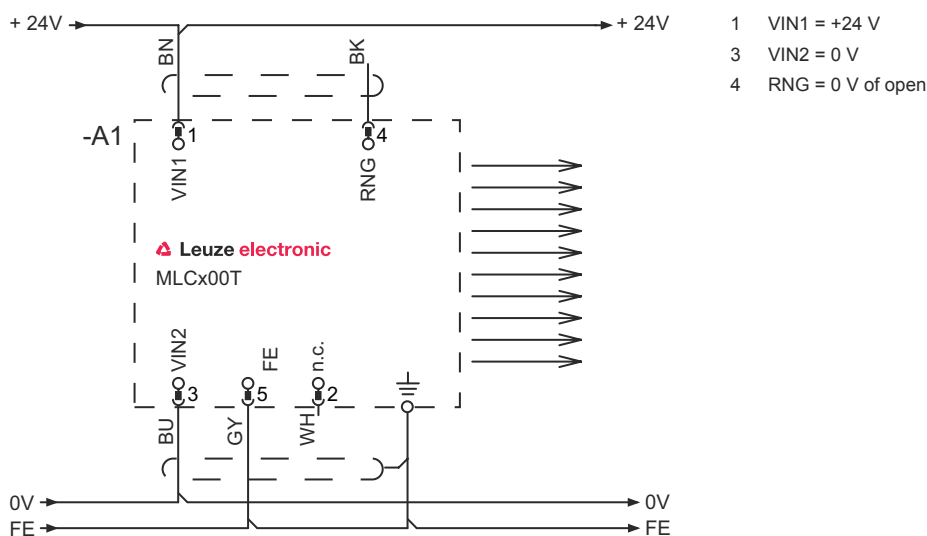 + 24V
+ 24V
1 VIN1 = +24 V
3 VIN2 = 0 V
4 RNG = 0 V of open
BN
BK
-A1
1
4
VIN1
RNG
Leuze electronic
MLCx00T
VIN2
FE
n.c.
3
5
2
BU
GY
WH
0V
0V
FE
FE